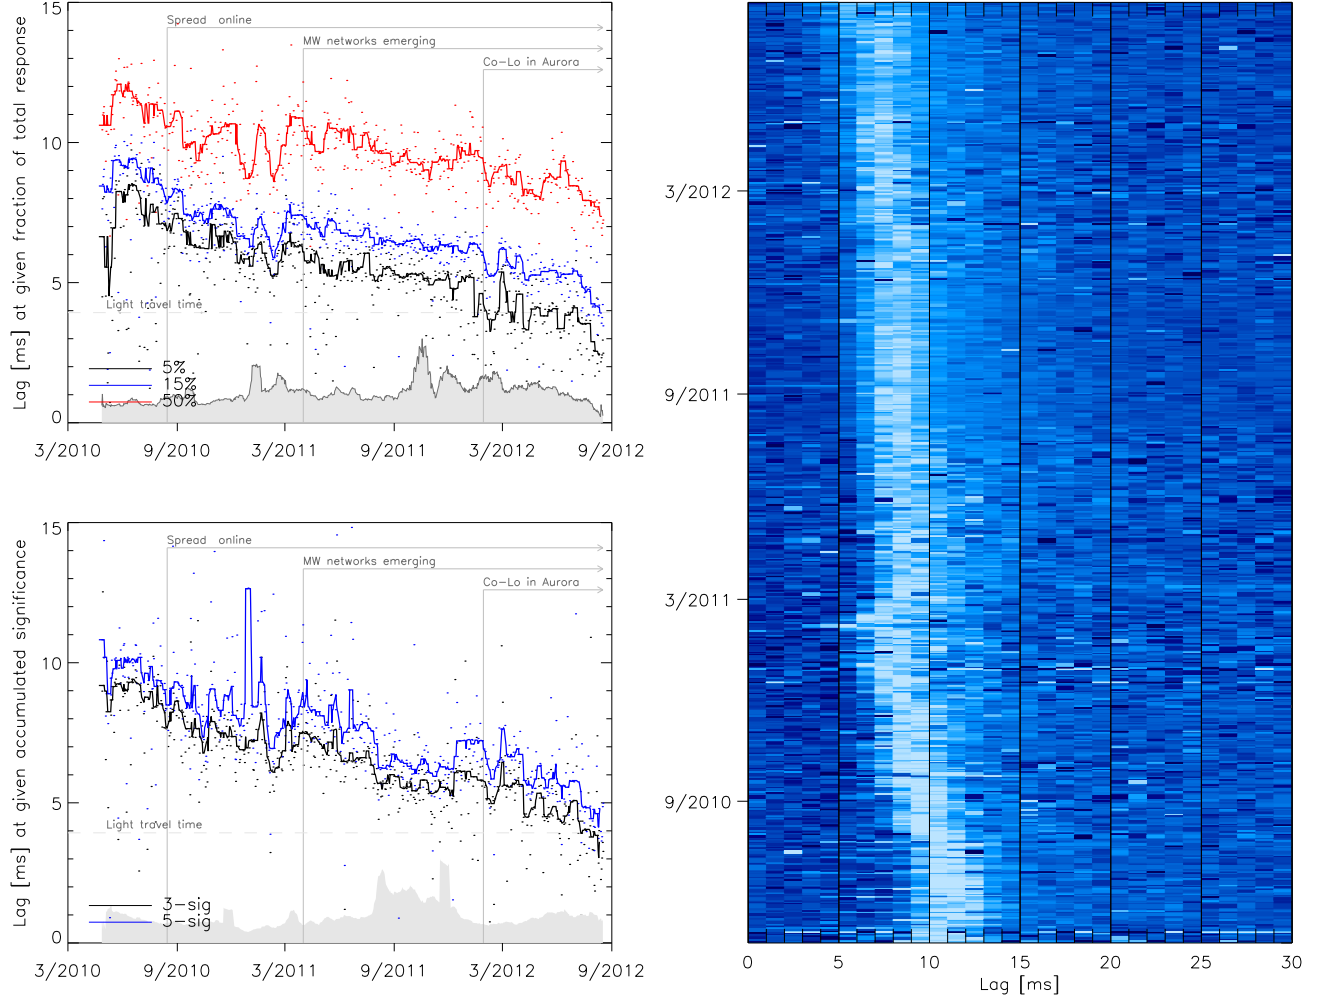 15
10
5
0
Lag [ms] at given fraction of total response
Spread online
MW networks emerging
Co-Lo in Aurora
Light travel time
5%
15%
50%
3/2010
9/2010
3/2011
9/2011
3/2012
9/2012
15
10
5
0
Lag [ms] at given accumulated significance
Spread online
MW networks emerging
Co-Lo in Aurora
Light travel time
3-sig
5-sig
3/2010
9/2010
3/2011
9/2011
3/2012
9/2012
3/2012
9/2011
3/2011
9/2010
0
5
10
15
20
25
30
Lag [ms]